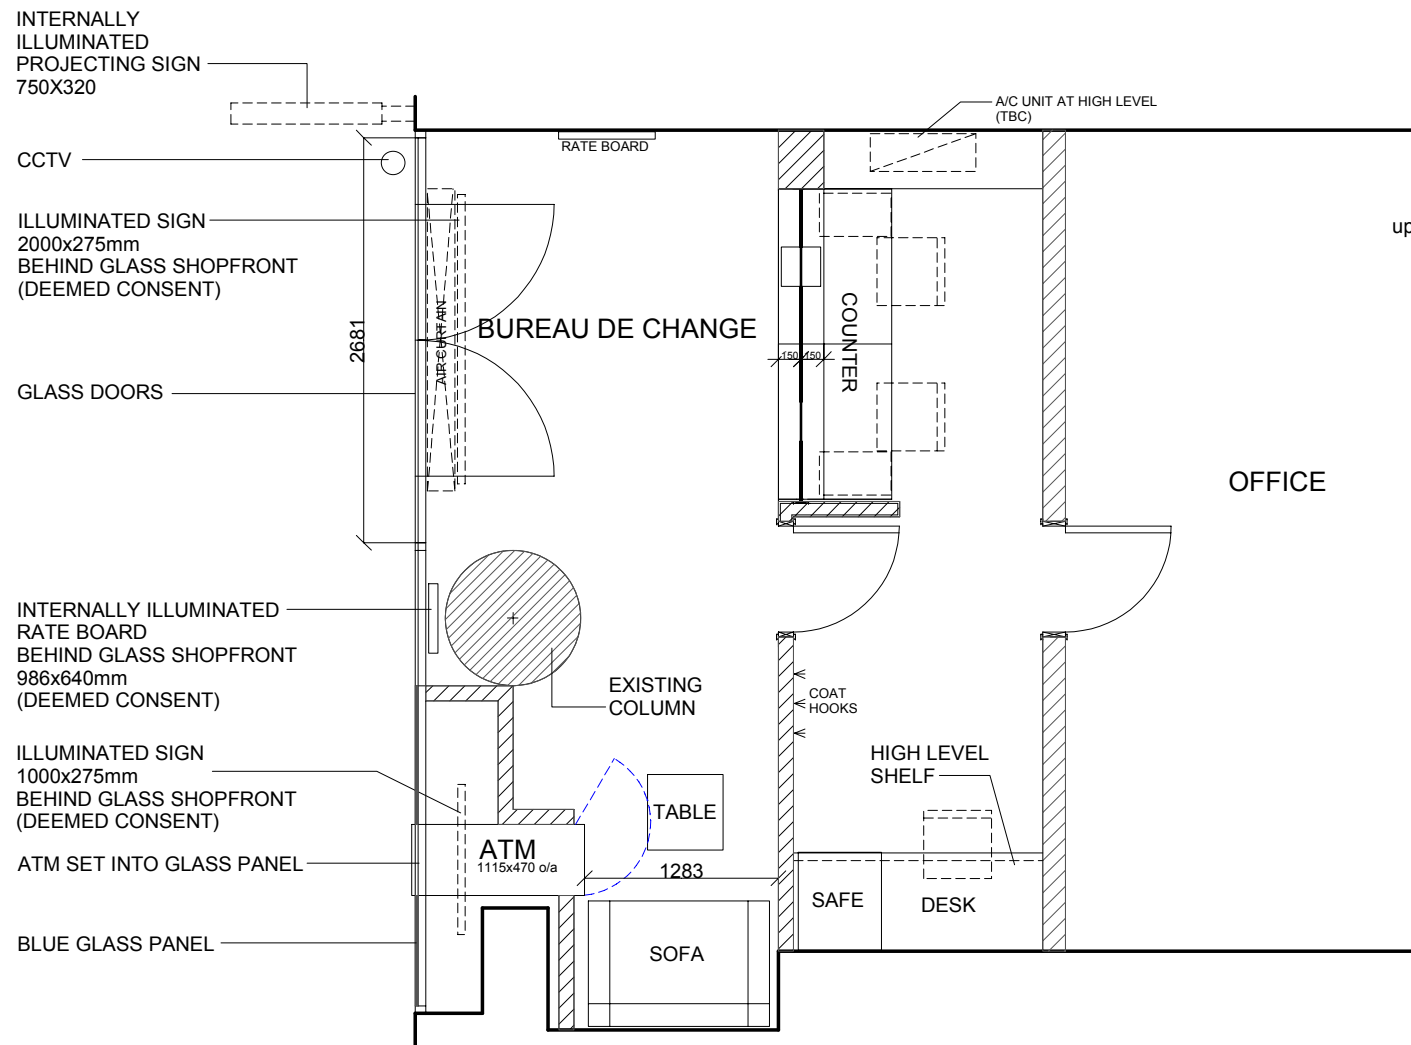 INTERNALLY
ILLUMINATED
PROJECTING SIGN
750X320
A/C UNIT AT HIGH LEVEL
(TBC)
RATE BOARD
CCTV
ILLUMINATED SIGN
2000x275mm
BEHIND GLASS SHOPFRONT
(DEEMED CONSENT)
up
2681
AIR CURTAIN
BUREAU DE CHANGE
150
150
COUNTER
GLASS DOORS
OFFICE
INTERNALLY ILLUMINATED
RATE BOARD
BEHIND GLASS SHOPFRONT
986x640mm
(DEEMED CONSENT)
EXISTING
COLUMN
COAT
HOOKS
ILLUMINATED SIGN
1000x275mm
BEHIND GLASS SHOPFRONT
(DEEMED CONSENT)
HIGH LEVEL
SHELF
TABLE
ATM SET INTO GLASS PANEL
ATM
1115x470 o/a
1283
SAFE
DESK
BLUE GLASS PANEL
SOFA